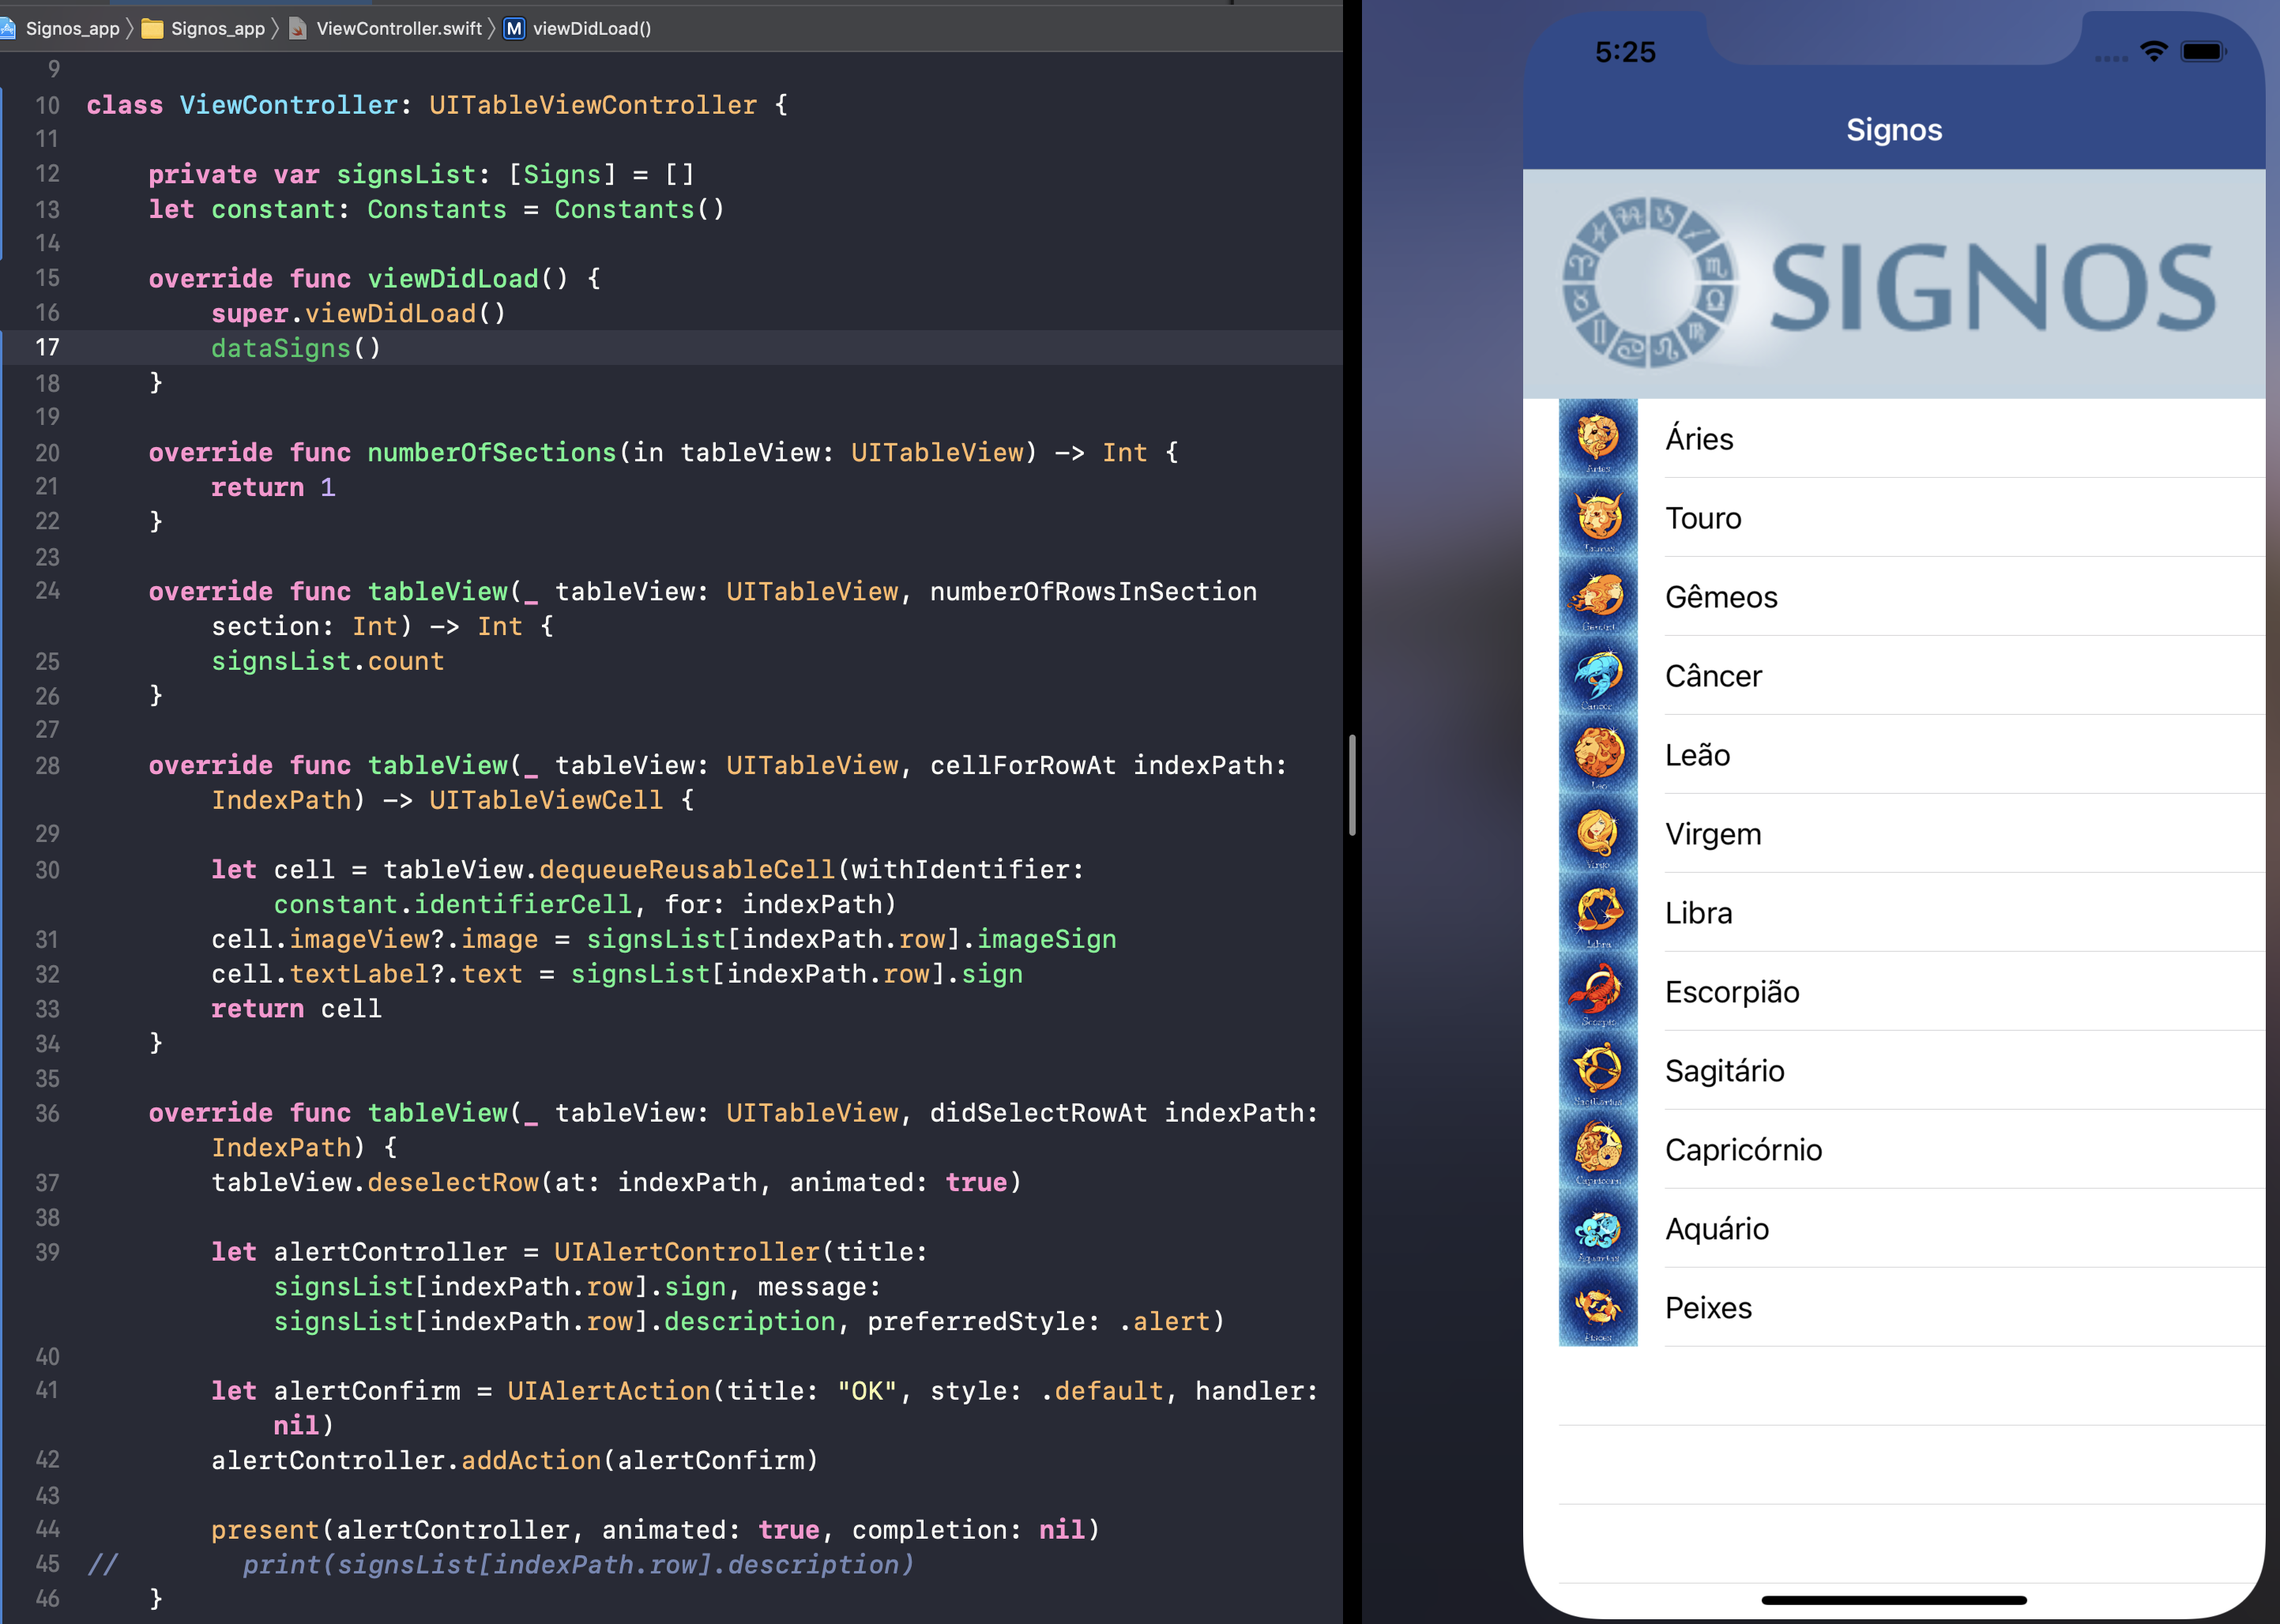 Signos_app 〉 Signos_app 〉 ViewController.swift 〉 M viewDidLoad()
9
10 class ViewController: UITableViewController {
11
12 private var signsList: [Signs] = []
13 let constant: Constants = Constants()
14
15 override func viewDidLoad() {
16 super.viewDidLoad()
17 dataSigns()
18 }
19
20 override func numberOfSections(in tableView: UITableView) -> Int {
21 return 1
22 }
23
24 override func tableView(_ tableView: UITableView, numberOfRowsInSection
section: Int) -> Int {
25 signsList.count
26 }
27
28 override func tableView(_ tableView: UITableView, cellForRowAt indexPath:
IndexPath) -> UITableViewCell {
29
30 let cell = tableView.dequeueReusableCell(withIdentifier:
constant.identifierCell, for: indexPath)
31 cell.imageView?.image = signsList[indexPath.row].imageSign
32 cell.textLabel?.text = signsList[indexPath.row].sign
33 return cell
34 }
35
36 override func tableView(_ tableView: UITableView, didSelectRowAt indexPath:
IndexPath) {
37 tableView.deselectRow(at: indexPath, animated: true)
38
39 let alertController = UIAlertController(title:
signsList[indexPath.row].sign, message:
signsList[indexPath.row].description, preferredStyle: .alert)
40
41 let alertConfirm = UIAlertAction(title: "OK", style: .default, handler:
nil)
42 alertController.addAction(alertConfirm)
43
44 present(alertController, animated: true, completion: nil)
45 // print(signsList[indexPath.row].description)
46 }
5:25
Signos
SIGNOS
Áries
Touro
Gêmeos
Câncer
Leão
Virgem
Libra
Escorpião
Sagitário
Capricórnio
Aquário
Peixes